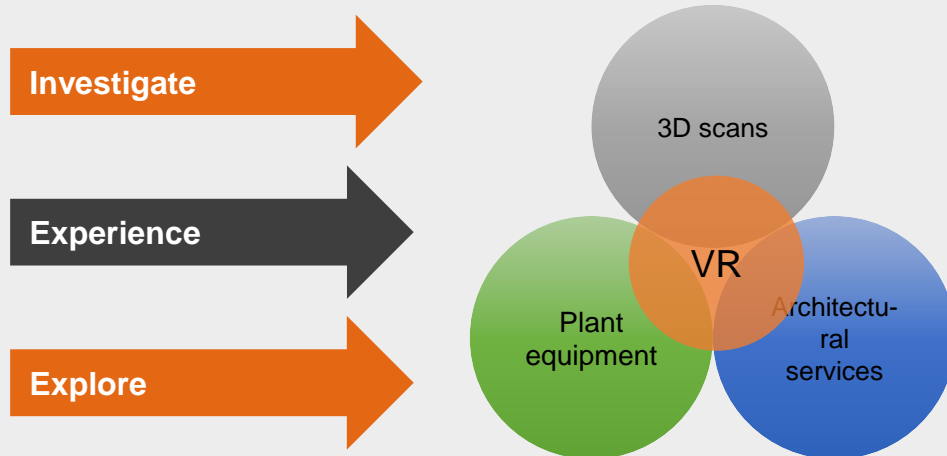 Investigate
Experience
Explore
3D scans
VR
Plant
equipment
Architectu-
ral
services